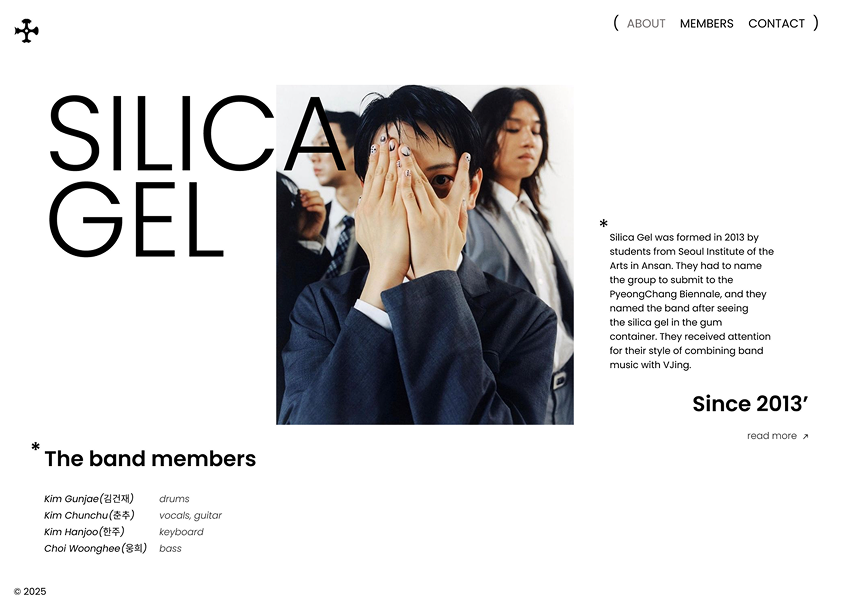 ( ABOUT MEMBERS CONTACT )
SILICA
GEL
*
Silica Gel was formed in 2013 by
students from Seoul Institute of the
Arts in Ansan. They had to name
the group to submit to the
PyeongChang Biennale, and they
named the band after seeing
the silica gel in the gum
container. They received attention
for their style of combining band
music with VJing.
Since 2013’
read more ↗
* The band members
Kim Gunjae(김건재) drums
Kim Chunchu(춘추) vocals, guitar
Kim Hanjoo(한주) keyboard
Choi Woonghee(웅희) bass
© 2025